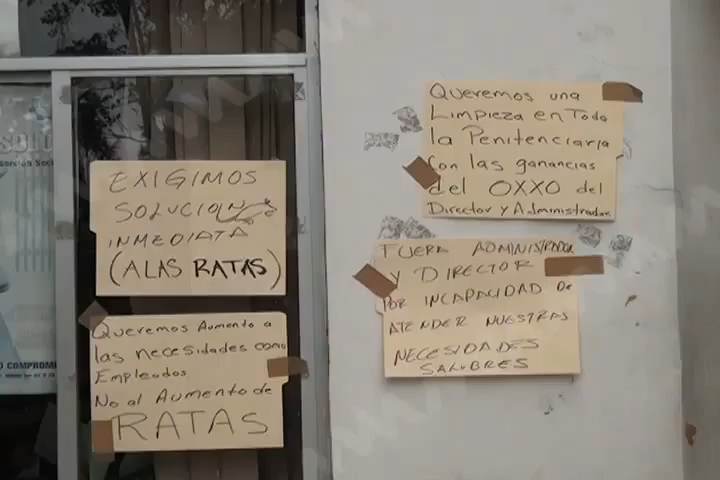 EXIGIMOS
SOLUCION
INMEDIATA
(A LAS RATAS)
Queremos Aumento a
las necesidades como
Empleados
No al Aumento de
RATAS
Queremos una
Limpieza en Toda
la Penitenciaria
Con las ganancias
del OXXO del
Director y Administrador
FUERA ADMINISTRADOR
Y DIRECTOR
POR INCAPACIDAD DE
ATENDER NUESTRAS
NECESIDADES
SALUBRES